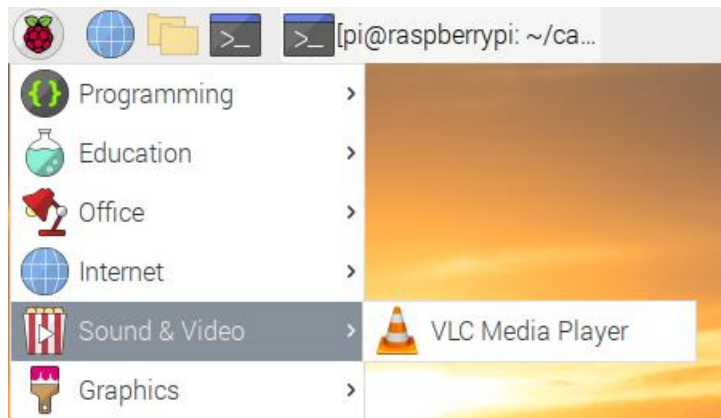 [pi@raspberrypi: ~/ca...
Programming
Education
Office
Internet
Sound & Video
VLC Media Player
Graphics